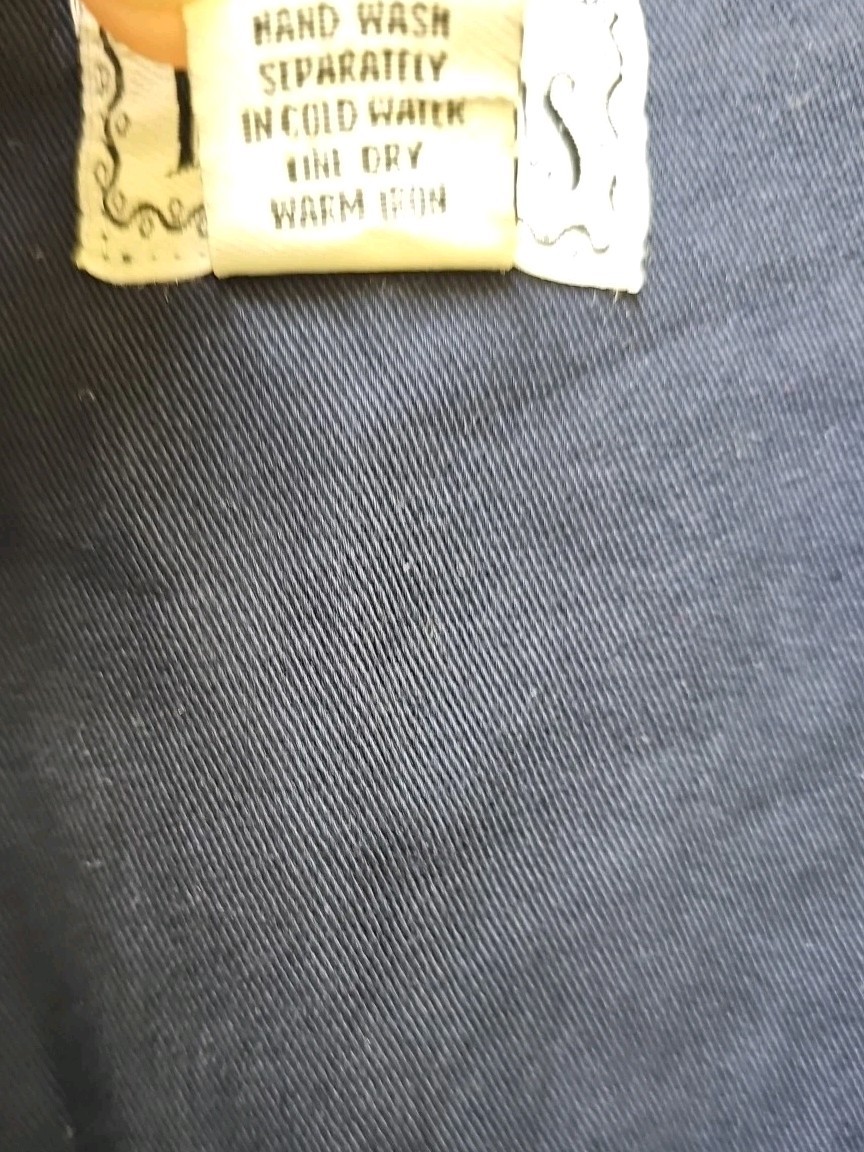 HAND WASH
SEPARATELY
IN COLD WATER
LINE DRY
WARM IRON
S